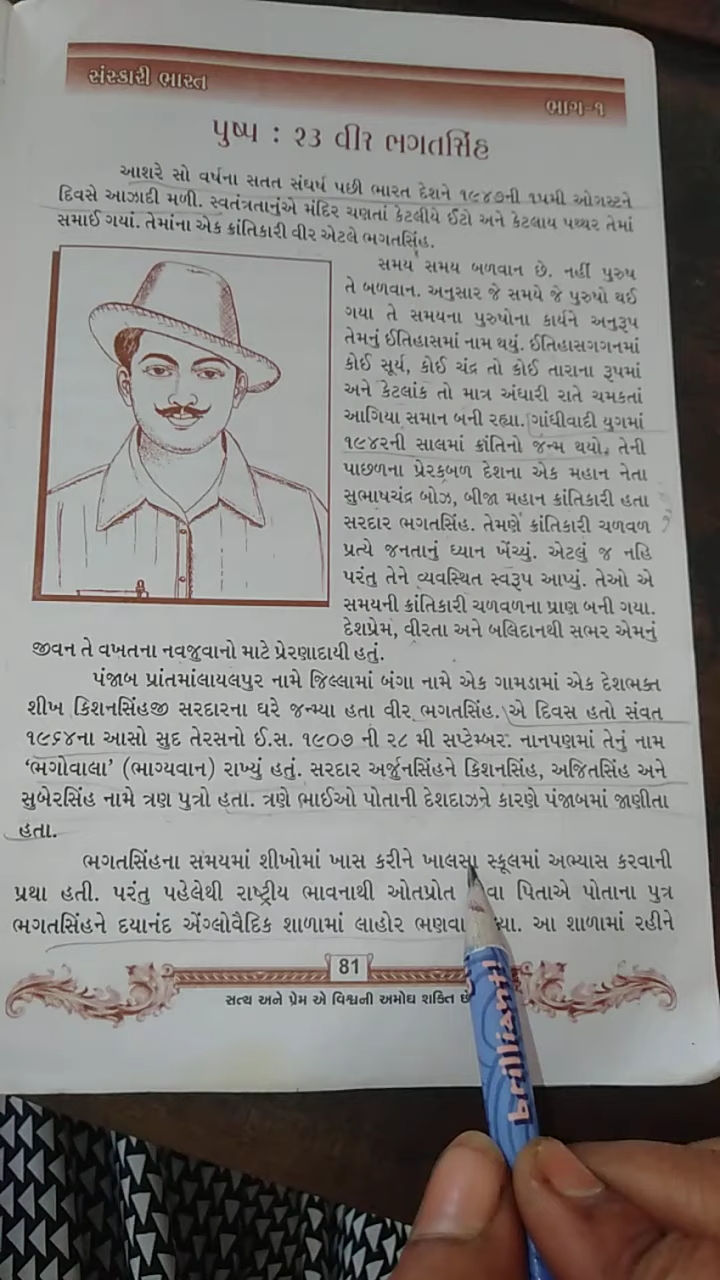 સંસ્કારી ભારત
ભાગ-૧
પુષ્પ : ૨૩ વીર ભગતસિંહ
આશરે સો વર્ષના સતત સંઘર્ષ પછી ભારત દેશને ૧૯૪૭ની ૧૫મી ઓગસ્ટને
દિવસે આઝાદી મળી. સ્વતંત્રતાનુંએ મંદિર ચણતાં કેટલીયે ઈંટો અને કેટલાય પથ્થર તેમાં
સમાઈ ગયાં. તેમાંના એક ક્રાંતિકારી વીર એટલે ભગતસિંહ.
સમય સમય બળવાન છે. નહીં પુરુષ
તે બળવાન. અનુસાર જે સમયે જે પુરુષો થઈ
ગયા તે સમયના પુરુષોના કાર્યને અનુરૂપ
તેમનું ઈતિહાસમાં નામ થયું. ઈતિહાસગગનમાં
કોઈ સૂર્ય, કોઈ ચંદ્ર તો કોઈ તારાના રૂપમાં
અને કેટલાંક તો માત્ર અંધારી રાતે ચમકતાં
આગિયા સમાન બની રહ્યા. ગાંધીવાદી યુગમાં
૧૯૪૨ની સાલમાં ક્રાંતિનો જન્મ થયો. તેની
પાછળના પ્રેરકબળ દેશના એક મહાન નેતા
સુભાષચંદ્ર બોઝ, બીજા મહાન ક્રાંતિકારી હતા
સરદાર ભગતસિંહ. તેમણે ક્રાંતિકારી ચળવળ
પ્રત્યે જનતાનું ધ્યાન ખેંચ્યું. એટલું જ નહિ
પરંતુ તેને વ્યવસ્થિત સ્વરૂપ આપ્યું. તેઓ એ
સમયની ક્રાંતિકારી ચળવળના પ્રાણ બની ગયા.
દેશપ્રેમ, વીરતા અને બલિદાનથી સભર એમનું
જીવન તે વખતના નવજુવાનો માટે પ્રેરણાદાયી હતું.
પંજાબ પ્રાંતમાંલાયલપુર નામે જિલ્લામાં બંગા નામે એક ગામડામાં એક દેશભક્ત
શીખ કિશનસિંહજી સરદારના ઘરે જન્મ્યા હતા વીર ભગતસિંહ. એ દિવસ હતો સંવત
૧૯૬૪ના આસો સુદ તેરસનો ઈ.સ. ૧૯૦૭ ની ૨૮ મી સપ્ટેમ્બર. નાનપણમાં તેનું નામ
‘ભગોવાલા’ (ભાગ્યવાન) રાખ્યું હતું. સરદાર અર્જુનસિંહને કિશનસિંહ, અજિતસિંહ અને
સુબેરસિંહ નામે ત્રણ પુત્રો હતા. ત્રણે ભાઈઓ પોતાની દેશદાઝને કારણે પંજાબમાં જાણીતા
હતા.
ભગતસિંહના સમયમાં શીખોમાં ખાસ કરીને ખાલસા સ્કૂલમાં અભ્યાસ કરવાની
પ્રથા હતી. પરંતુ પહેલેથી રાષ્ટ્રીય ભાવનાથી ઓતપ્રોત પિતાએ પોતાના પુત્ર
ભગતસિંહને દયાનંદ એંગ્લોવૈદિક શાળામાં લાહોર ભણવા આ શાળામાં રહીને
81
સત્ય અને પ્રેમ એ વિશ્વની અમોઘ શક્તિ છે
brilliant!